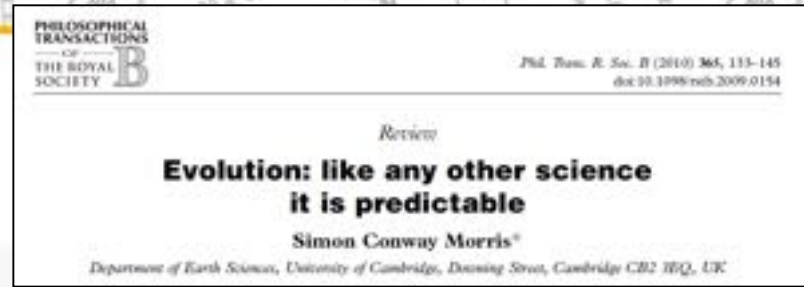 PHILOSOPHICAL
TRANSACTIONS
OF
THE ROYAL
SOCIETY B
Phil. Trans. R. Soc. B (2010) 365, 133–145
doi:10.1098/rstb.2009.0154
Review
Evolution: like any other science
it is predictable
Simon Conway Morris*
Department of Earth Sciences, University of Cambridge, Downing Street, Cambridge CB2 3EQ, UK